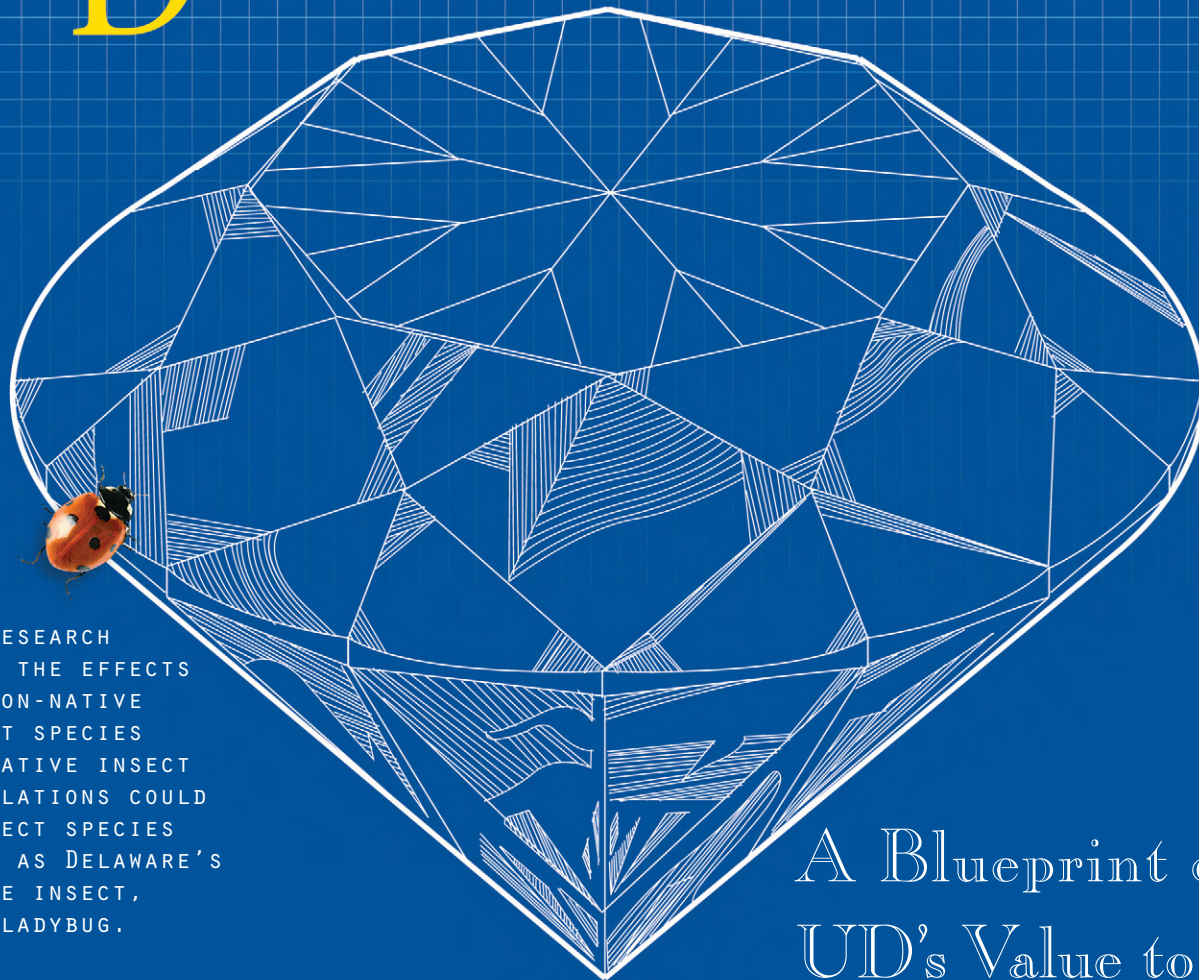 D
ESEARCH
THE EFFECTS
ON-NATIVE
T SPECIES
ATIVE INSECT
LATIONS COULD
ECT SPECIES
AS DELAWARE'S
E INSECT,
LADYBUG.
A Blueprint
UD's Value to